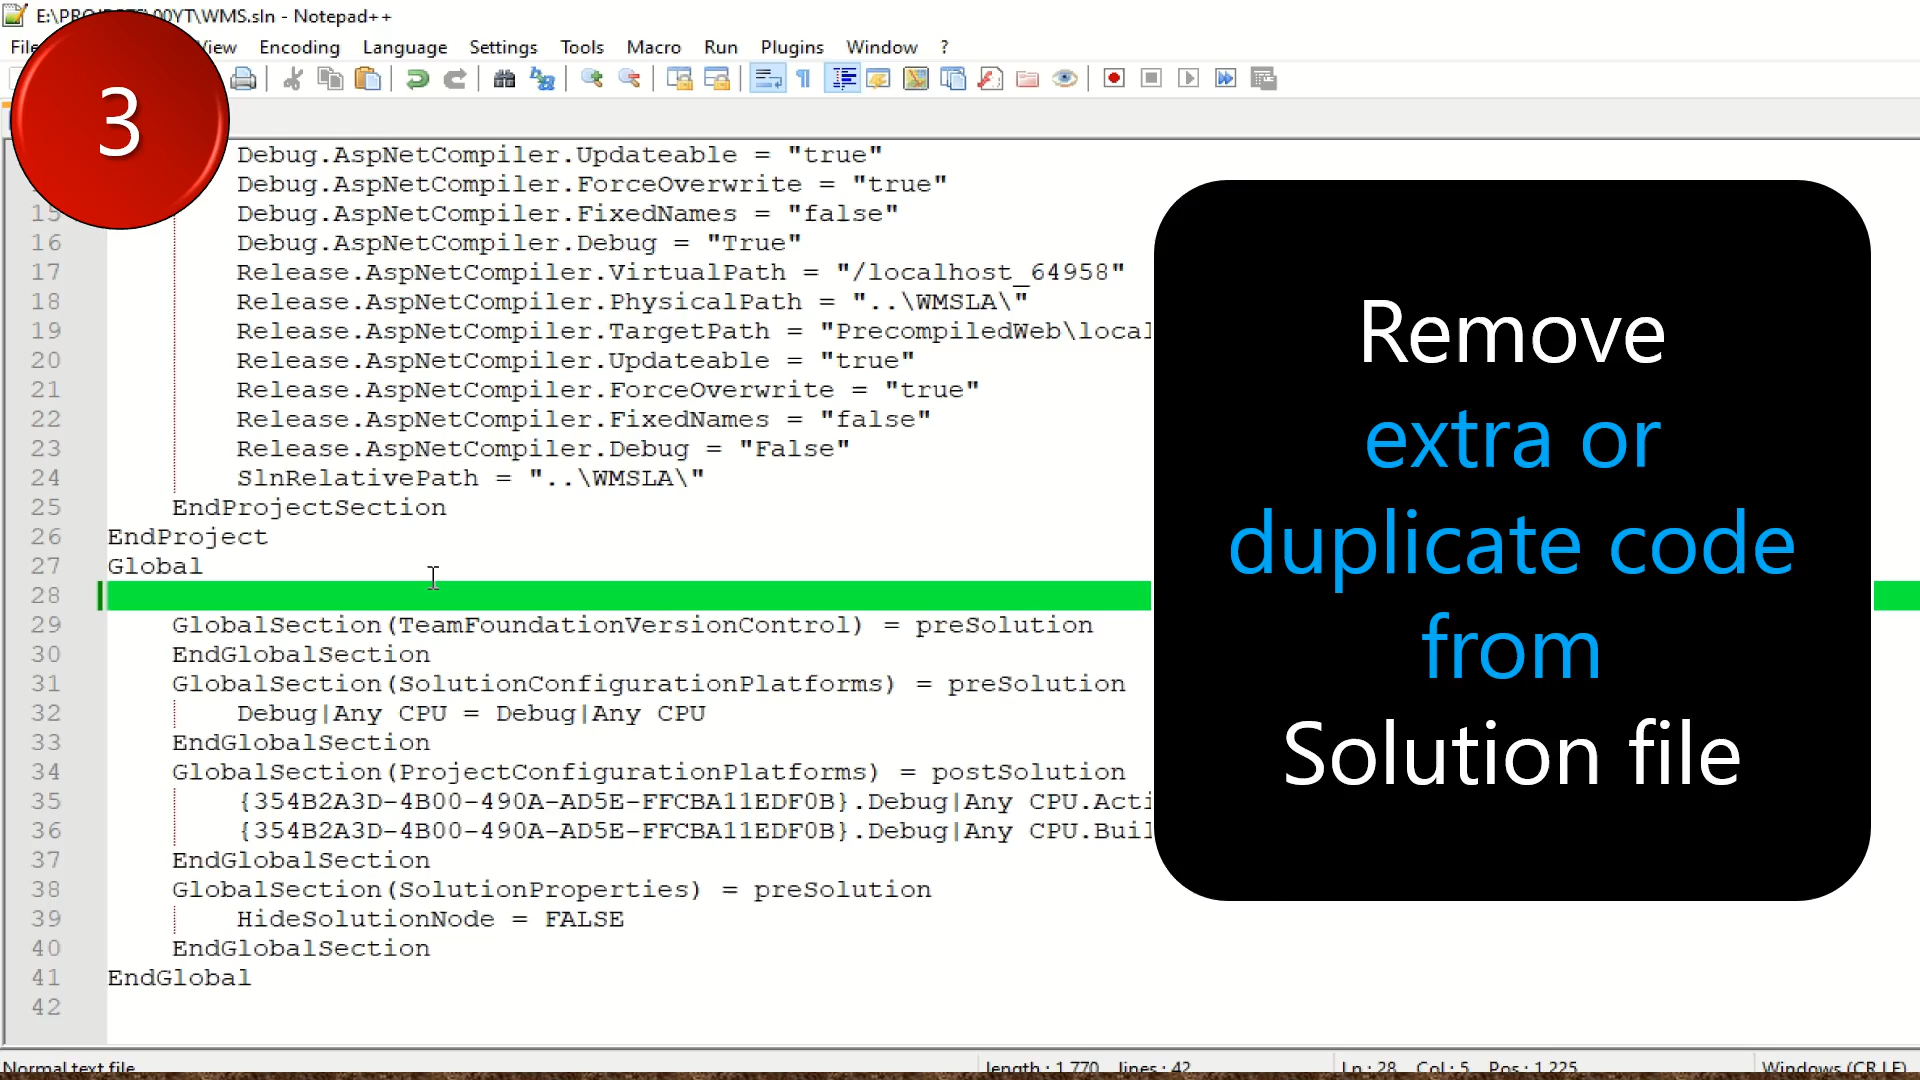 E:\PROJECTS\00YT\WMS.sln - Notepad++
File View Encoding Language Settings Tools Macro Run Plugins Window ?
3
Debug.AspNetCompiler.Updateable = "true"
Debug.AspNetCompiler.ForceOverwrite = "true"
15 Debug.AspNetCompiler.FixedNames = "false"
16 Debug.AspNetCompiler.Debug = "True"
17 Release.AspNetCompiler.VirtualPath = "/localhost_64958"
18 Release.AspNetCompiler.PhysicalPath = "..\WMSLA\"
19 Release.AspNetCompiler.TargetPath = "PrecompiledWeb\local
20 Release.AspNetCompiler.Updateable = "true"
21 Release.AspNetCompiler.ForceOverwrite = "true"
22 Release.AspNetCompiler.FixedNames = "false"
23 Release.AspNetCompiler.Debug = "False"
24 SlnRelativePath = "..\WMSLA\"
25 EndProjectSection
26 EndProject
27 Global
28
29 GlobalSection(TeamFoundationVersionControl) = preSolution
30 EndGlobalSection
31 GlobalSection(SolutionConfigurationPlatforms) = preSolution
32 Debug|Any CPU = Debug|Any CPU
33 EndGlobalSection
34 GlobalSection(ProjectConfigurationPlatforms) = postSolution
35 {354B2A3D-4B00-490A-AD5E-FFCBA11EDF0B}.Debug|Any CPU.Acti
36 {354B2A3D-4B00-490A-AD5E-FFCBA11EDF0B}.Debug|Any CPU.Buil
37 EndGlobalSection
38 GlobalSection(SolutionProperties) = preSolution
39 HideSolutionNode = FALSE
40 EndGlobalSection
41 EndGlobal
42
Remove
extra or
duplicate code
from
Solution file
Normal text file length : 1,770 lines : 42 Ln : 28 Col : 5 Pos : 1,225 Windows (CR LF)